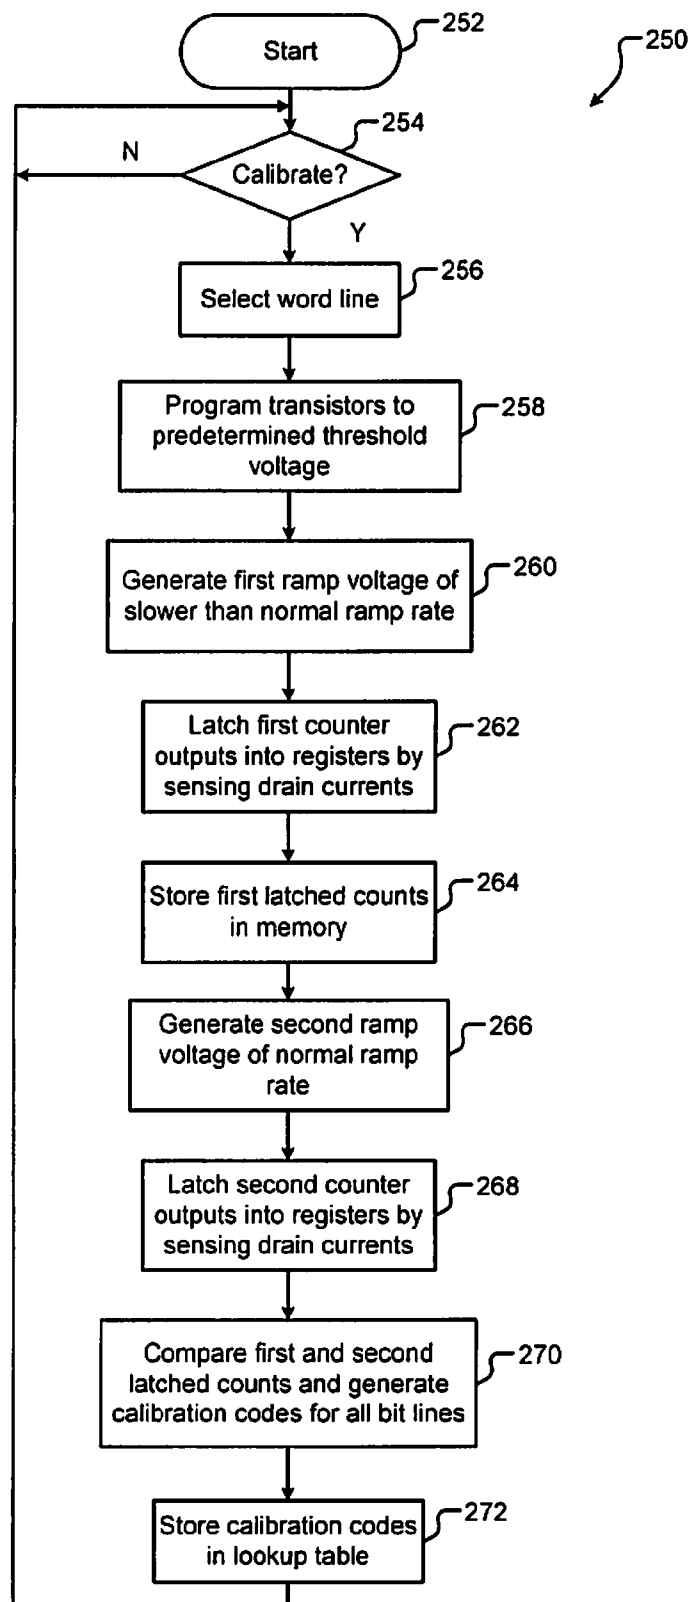 Start
252
250
254
N
Calibrate?
Y
256
Select word line
258
Program transistors to
predetermined threshold
voltage
260
Generate first ramp voltage of
slower than normal ramp rate
262
Latch first counter
outputs into registers by
sensing drain currents
264
Store first latched counts
in memory
266
Generate second ramp
voltage of normal ramp
rate
268
Latch second counter
outputs into registers by
sensing drain currents
270
Compare first and second
latched counts and generate
calibration codes for all bit lines
272
Store calibration codes
in lookup table